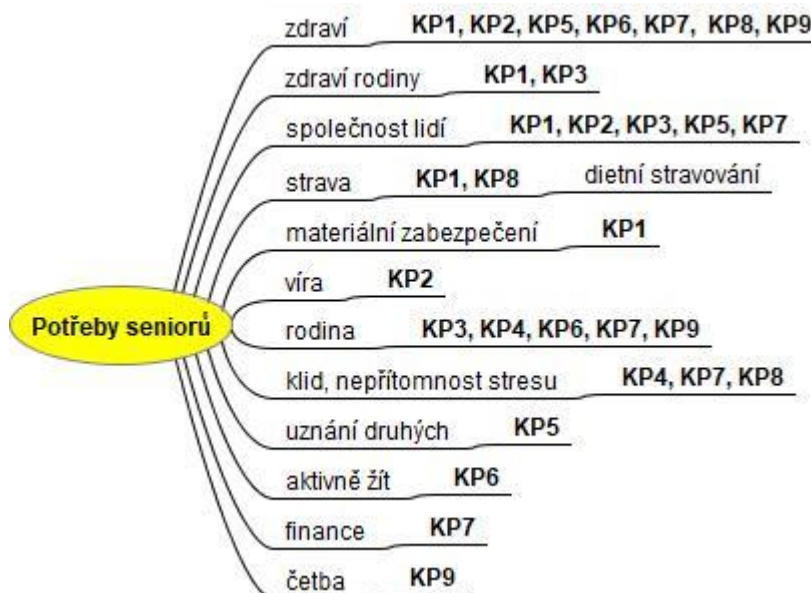 zdraví KP1, KP2, KP5, KP6, KP7, KP8, KP9
zdraví rodiny KP1, KP3
společnost lidí KP1, KP2, KP3, KP5, KP7
strava KP1, KP8 dietní stravování
materiální zabezpečení KP1
víra KP2
Potřeby seniorů
rodina KP3, KP4, KP6, KP7, KP9
klid, nepřítomnost stresu KP4, KP7, KP8
uznání druhých KP5
aktivně žít KP6
finance KP7
četba KP9